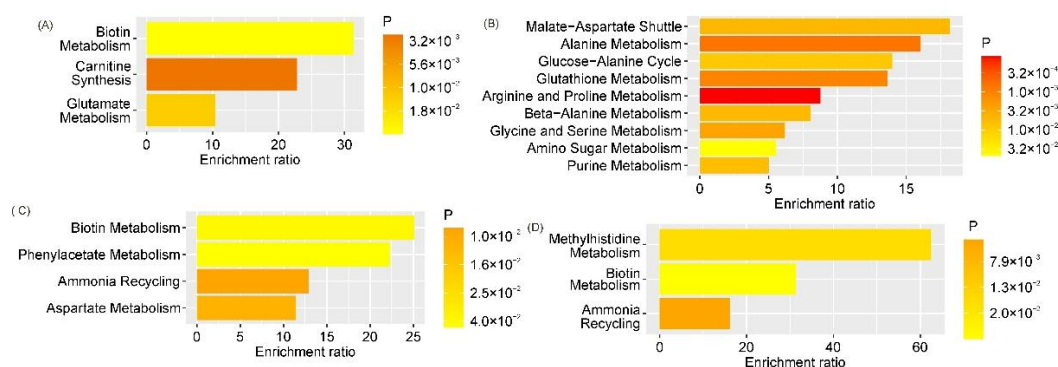 (A)
Biotin
Metabolism
Carnitine
Synthesis
Glutamate
Metabolism
0 10 20 30
Enrichment ratio
P
3.2×10⁻³
5.6×10⁻³
1.0×10⁻²
1.8×10⁻²
(B)
Malate−Aspartate Shuttle
Alanine Metabolism
Glucose−Alanine Cycle
Glutathione Metabolism
Arginine and Proline Metabolism
Beta−Alanine Metabolism
Glycine and Serine Metabolism
Amino Sugar Metabolism
Purine Metabolism
0 5 10 15
Enrichment ratio
P
3.2×10⁻⁴
1.0×10⁻³
3.2×10⁻³
1.0×10⁻²
3.2×10⁻²
(C)
Biotin Metabolism
Phenylacetate Metabolism
Ammonia Recycling
Aspartate Metabolism
0 5 10 15 20 25
Enrichment ratio
P
1.0×10⁻²
1.6×10⁻²
2.5×10⁻²
4.0×10⁻²
(D)
Methylhistidine
Metabolism
Biotin
Metabolism
Ammonia
Recycling
0 20 40 60
Enrichment ratio
P
7.9×10⁻³
1.3×10⁻²
2.0×10⁻²